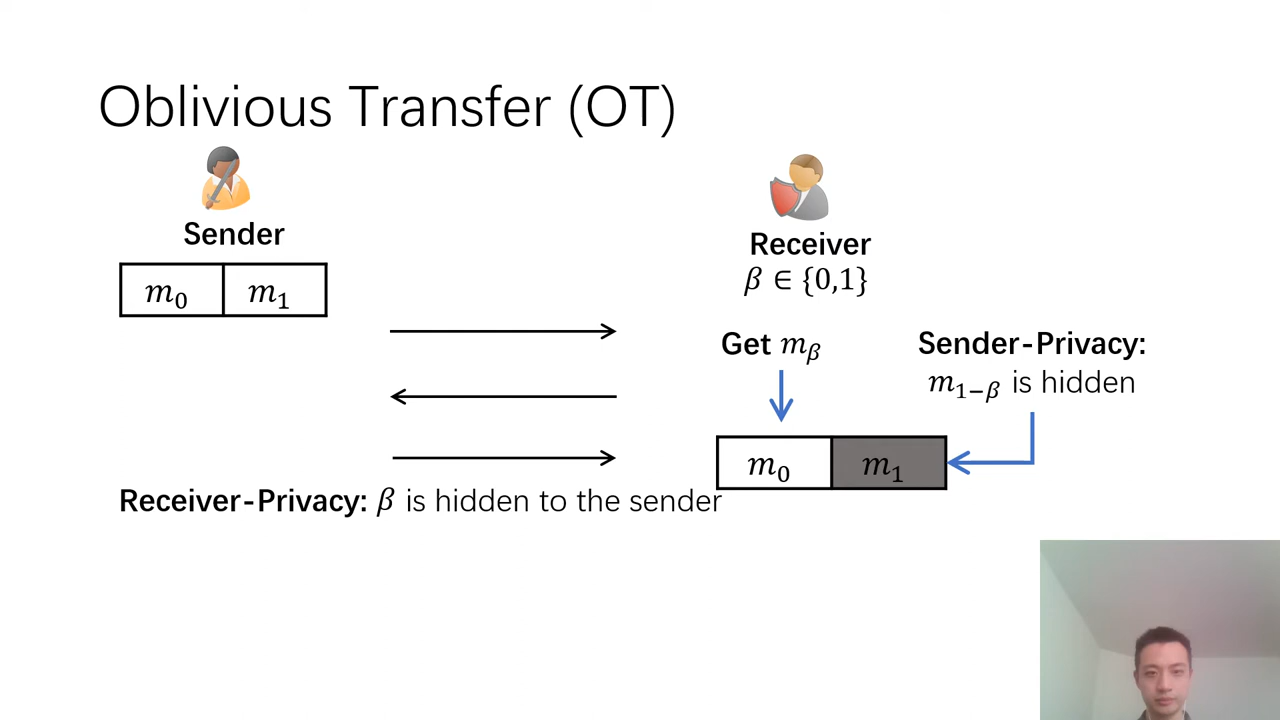 Oblivious Transfer (OT)
Sender
Receiver
m₀ m₁
β ∈ {0,1}
Get m_β
Sender-Privacy:
m_{1−β} is hidden
m₀ m₁
Receiver-Privacy: β is hidden to the sender